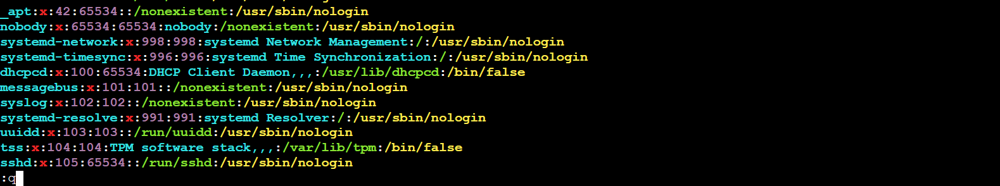 _apt:x:42:65534::/nonexistent:/usr/sbin/nologin
nobody:x:65534:65534:nobody:/nonexistent:/usr/sbin/nologin
systemd-network:x:998:998:systemd Network Management:/:/usr/sbin/nologin
systemd-timesync:x:996:996:systemd Time Synchronization:/:/usr/sbin/nologin
dhcpcd:x:100:65534:DHCP Client Daemon,,,:/usr/lib/dhcpcd:/bin/false
messagebus:x:101:101::/nonexistent:/usr/sbin/nologin
syslog:x:102:102::/nonexistent:/usr/sbin/nologin
systemd-resolve:x:991:991:systemd Resolver:/:/usr/sbin/nologin
uuidd:x:103:103::/run/uuidd:/usr/sbin/nologin
tss:x:104:104:TPM software stack,,,:/var/lib/tpm:/bin/false
sshd:x:105:65534::/run/sshd:/usr/sbin/nologin
:q